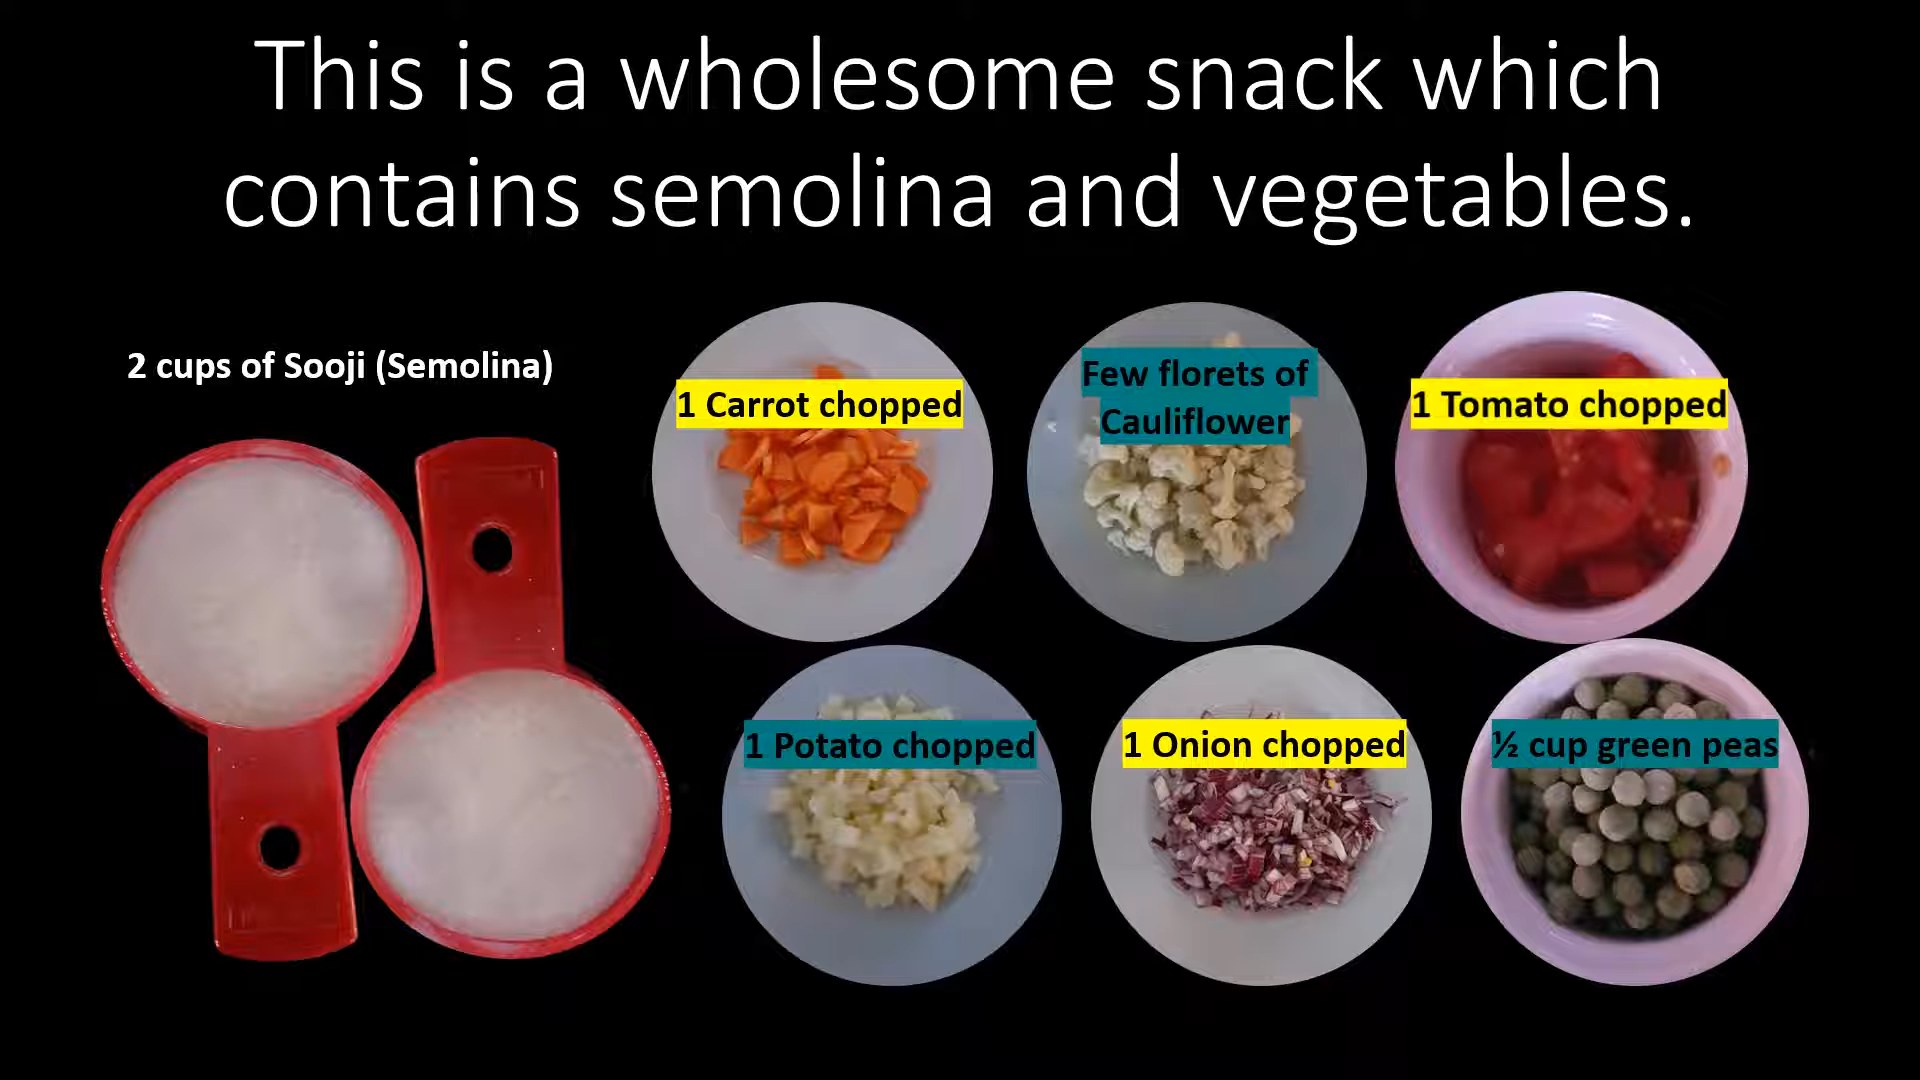 This is a wholesome snack which
contains semolina and vegetables.
2 cups of Sooji (Semolina)
1 Carrot chopped
Few florets of
Cauliflower
1 Tomato chopped
1 Potato chopped
1 Onion chopped
½ cup green peas